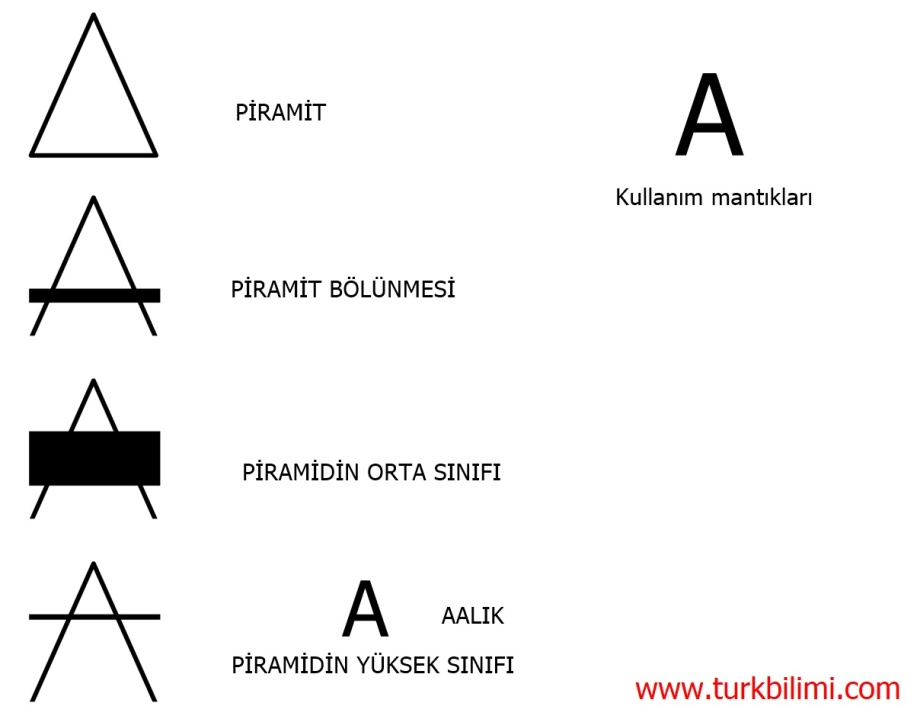 PİRAMİT
A
Kullanım mantıkları
PİRAMİT BÖLÜNMESİ
PİRAMİDİN ORTA SINIFI
A AALIK
PİRAMİDİN YÜKSEK SINIFI
www.turkbilimi.com